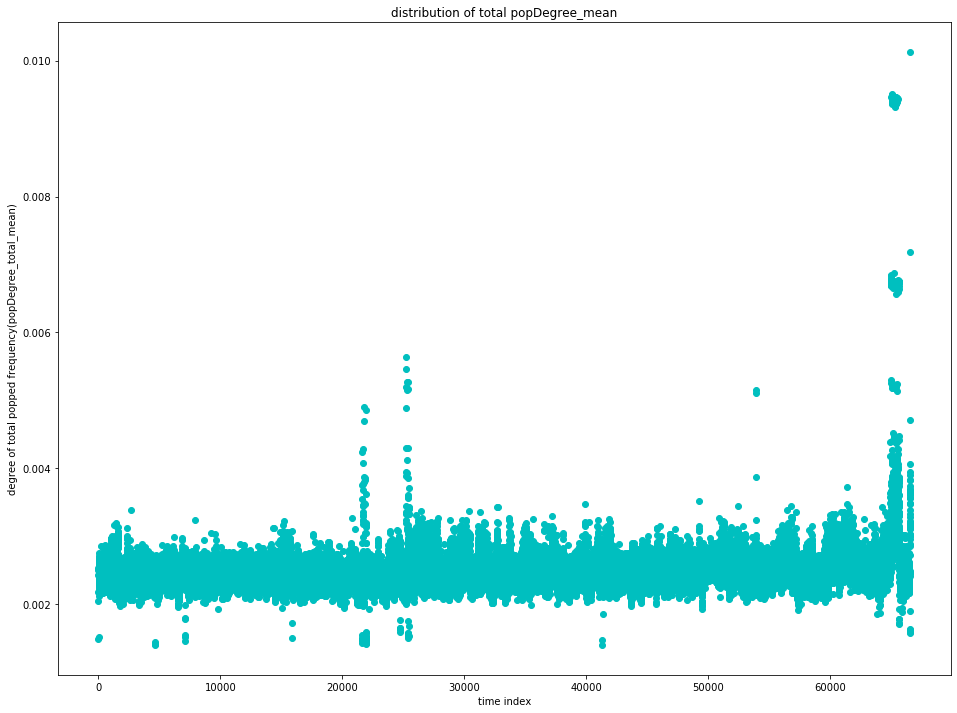 distribution of total popDegree_mean
degree of total popped frequency(popDegree_total_mean)
0.010
0.008
0.006
0.004
0.002
0 10000 20000 30000 40000 50000 60000
time index